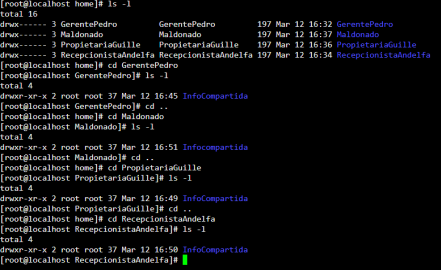 [root@localhost home]# ls -l
total 16
drwx------ 3 GerentePedro GerentePedro 197 Mar 12 16:32 GerentePedro
drwx------ 3 Maldonado Maldonado 197 Mar 12 16:37 Maldonado
drwx------ 3 PropietariaGuille PropietariaGuille 197 Mar 12 16:36 PropietariaGuille
drwx------ 3 RecepcionistaAndelfa RecepcionistaAndelfa 197 Mar 12 16:34 RecepcionistaAndelfa
[root@localhost home]# cd GerentePedro
[root@localhost GerentePedro]# ls -l
total 4
drwxr-xr-x 2 root root 37 Mar 12 16:45 InfoCompartida
[root@localhost GerentePedro]# cd ..
[root@localhost home]# cd Maldonado
[root@localhost Maldonado]# ls -l
total 4
drwxr-xr-x 2 root root 37 Mar 12 16:51 InfoCompartida
[root@localhost Maldonado]# cd ..
[root@localhost home]# cd PropietariaGuille
[root@localhost PropietariaGuille]# ls -l
total 4
drwxr-xr-x 2 root root 37 Mar 12 16:49 InfoCompartida
[root@localhost PropietariaGuille]# cd ..
[root@localhost home]# cd RecepcionistaAndelfa
[root@localhost RecepcionistaAndelfa]# ls -l
total 4
drwxr-xr-x 2 root root 37 Mar 12 16:50 InfoCompartida
[root@localhost RecepcionistaAndelfa]#